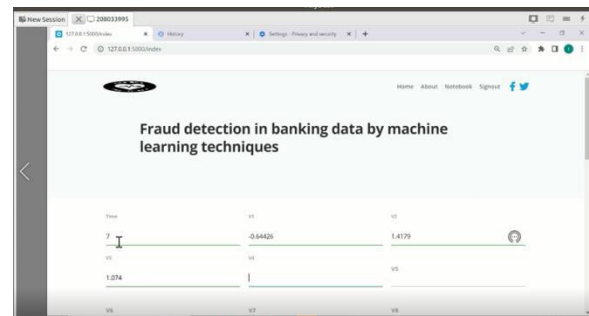 New Session
208033995
127.0.0.1:5000/index
History
Settings - Privacy and security
127.0.0.1:5000/index
Home About Notebook Signout
Fraud detection in banking data by machine
learning techniques
Time V1 V2
7 -0.64426 1.4179
V3 V4 V5
1.074
V6 V7 V8